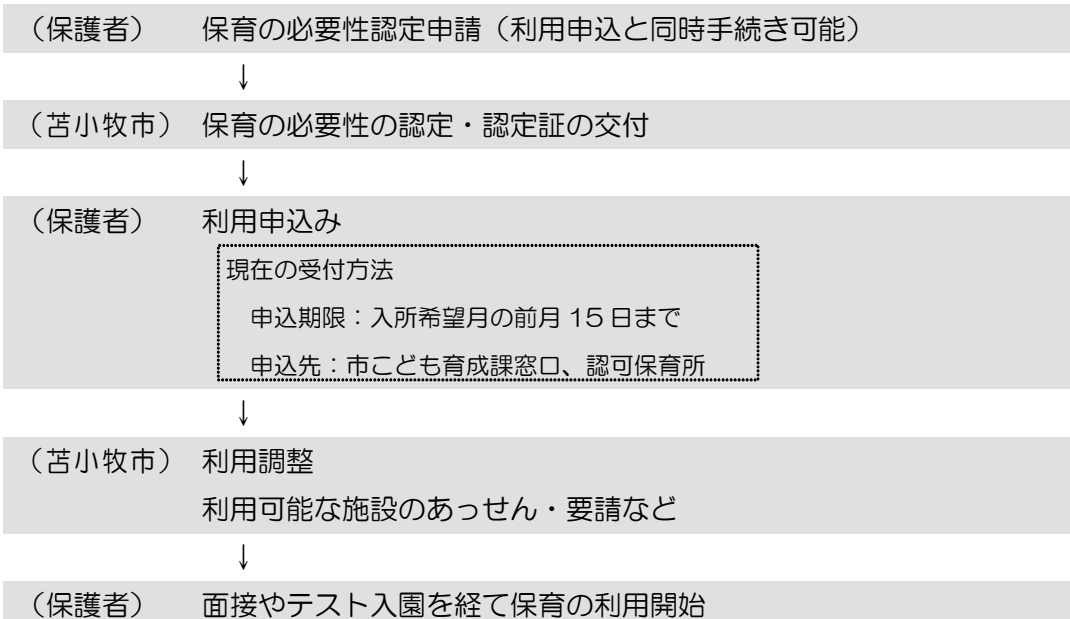 （保護者）　保育の必要性認定申請（利用申込と同時手続き可能）
↓
（苫小牧市）　保育の必要性の認定・認定証の交付
↓
（保護者）　利用申込み
現在の受付方法
申込期限：入所希望月の前月 15 日まで
申込先：市こども育成課窓口、認可保育所
↓
（苫小牧市）　利用調整
利用可能な施設のあっせん・要請など
↓
（保護者）　面接やテスト入園を経て保育の利用開始